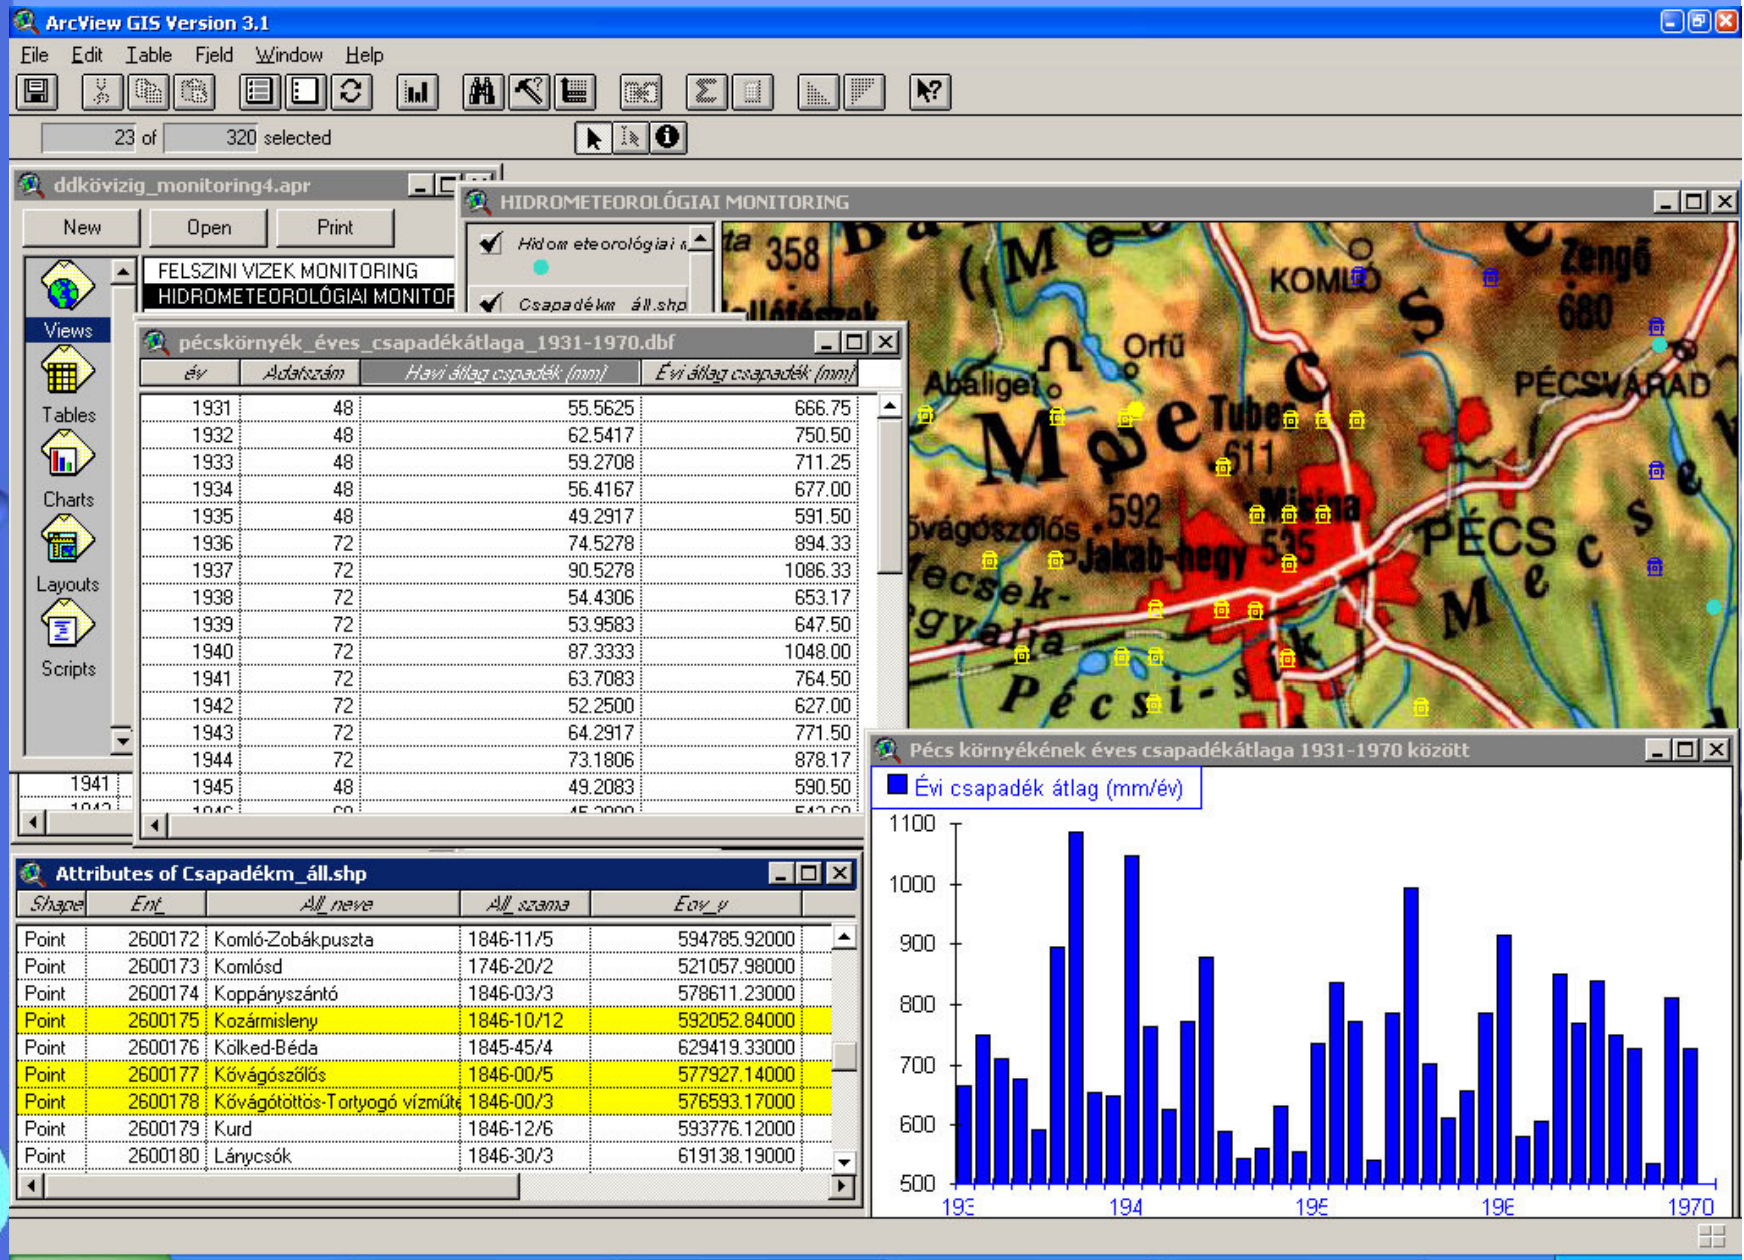 ArcView GIS Version 3.1
File Edit Table Field Window Help
23 of 320 selected
ddkövizig_monitoring4.apr
New Open Print
FELSZINI VIZEK MONITORING
HIDROMETEOROLÓGIAI MONITOR
Views
Tables
Charts
Layouts
Scripts
1941
HIDROMETEOROLÓGIAI MONITORING
Hidom eteorológiai
Csapadékm áll.shp
358
KOMLÓ
Zengő
680
Orfű
Abaliget
PÉCSVÁRAD
Tubes
611
Misina
535
592
Jakab-hegy
PÉCS
Mecsek
Mecsek
pécskörnyék_éves_csapadékátlaga_1931-1970.dbf
év Adatszám Havi átlag cspadék (mm) Évi átlag csapadék (mm)
1931 48 55.5625 666.75
1932 48 62.5417 750.50
1933 48 59.2708 711.25
1934 48 56.4167 677.00
1935 48 49.2917 591.50
1936 72 74.5278 894.33
1937 72 90.5278 1086.33
1938 72 54.4306 653.17
1939 72 53.9583 647.50
1940 72 87.3333 1048.00
1941 72 63.7083 764.50
1942 72 52.2500 627.00
1943 72 64.2917 771.50
1944 72 73.1806 878.17
1945 48 49.2083 590.50
Attributes of Csapadékm_áll.shp
Shape Ent_ All_neve All_szama Eov_y
Point 2600172 Komló-Zobákpuszta 1846-11/5 594785.92000
Point 2600173 Komlósd 1746-20/2 521057.98000
Point 2600174 Koppányszántó 1846-03/3 578611.23000
Point 2600175 Kozármisleny 1846-10/12 592052.84000
Point 2600176 Kölked-Béda 1845-45/4 629419.33000
Point 2600177 Kővágószőlős 1846-00/5 577927.14000
Point 2600178 Kővágótöttös-Tortyogó vízműte 1846-00/3 576593.17000
Point 2600179 Kurd 1846-12/6 593776.12000
Point 2600180 Lánycsók 1846-30/3 619138.19000
Pécs környékének éves csapadékátlaga 1931-1970 között
Évi csapadék átlag (mm/év)
1100
1000
900
800
700
600
500
193 194 195 196 1970